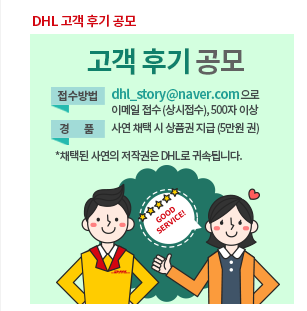 DHL 고객 후기 공모
고객 후기 공모
접수방법 dhl_story@naver.com으로
이메일 접수 (상시접수), 500자 이상
경 품 사연 채택 시 상품권 지급 (5만원 권)
*채택된 사연의 저작권은 DHL로 귀속됩니다.
GOOD
SERVICE!